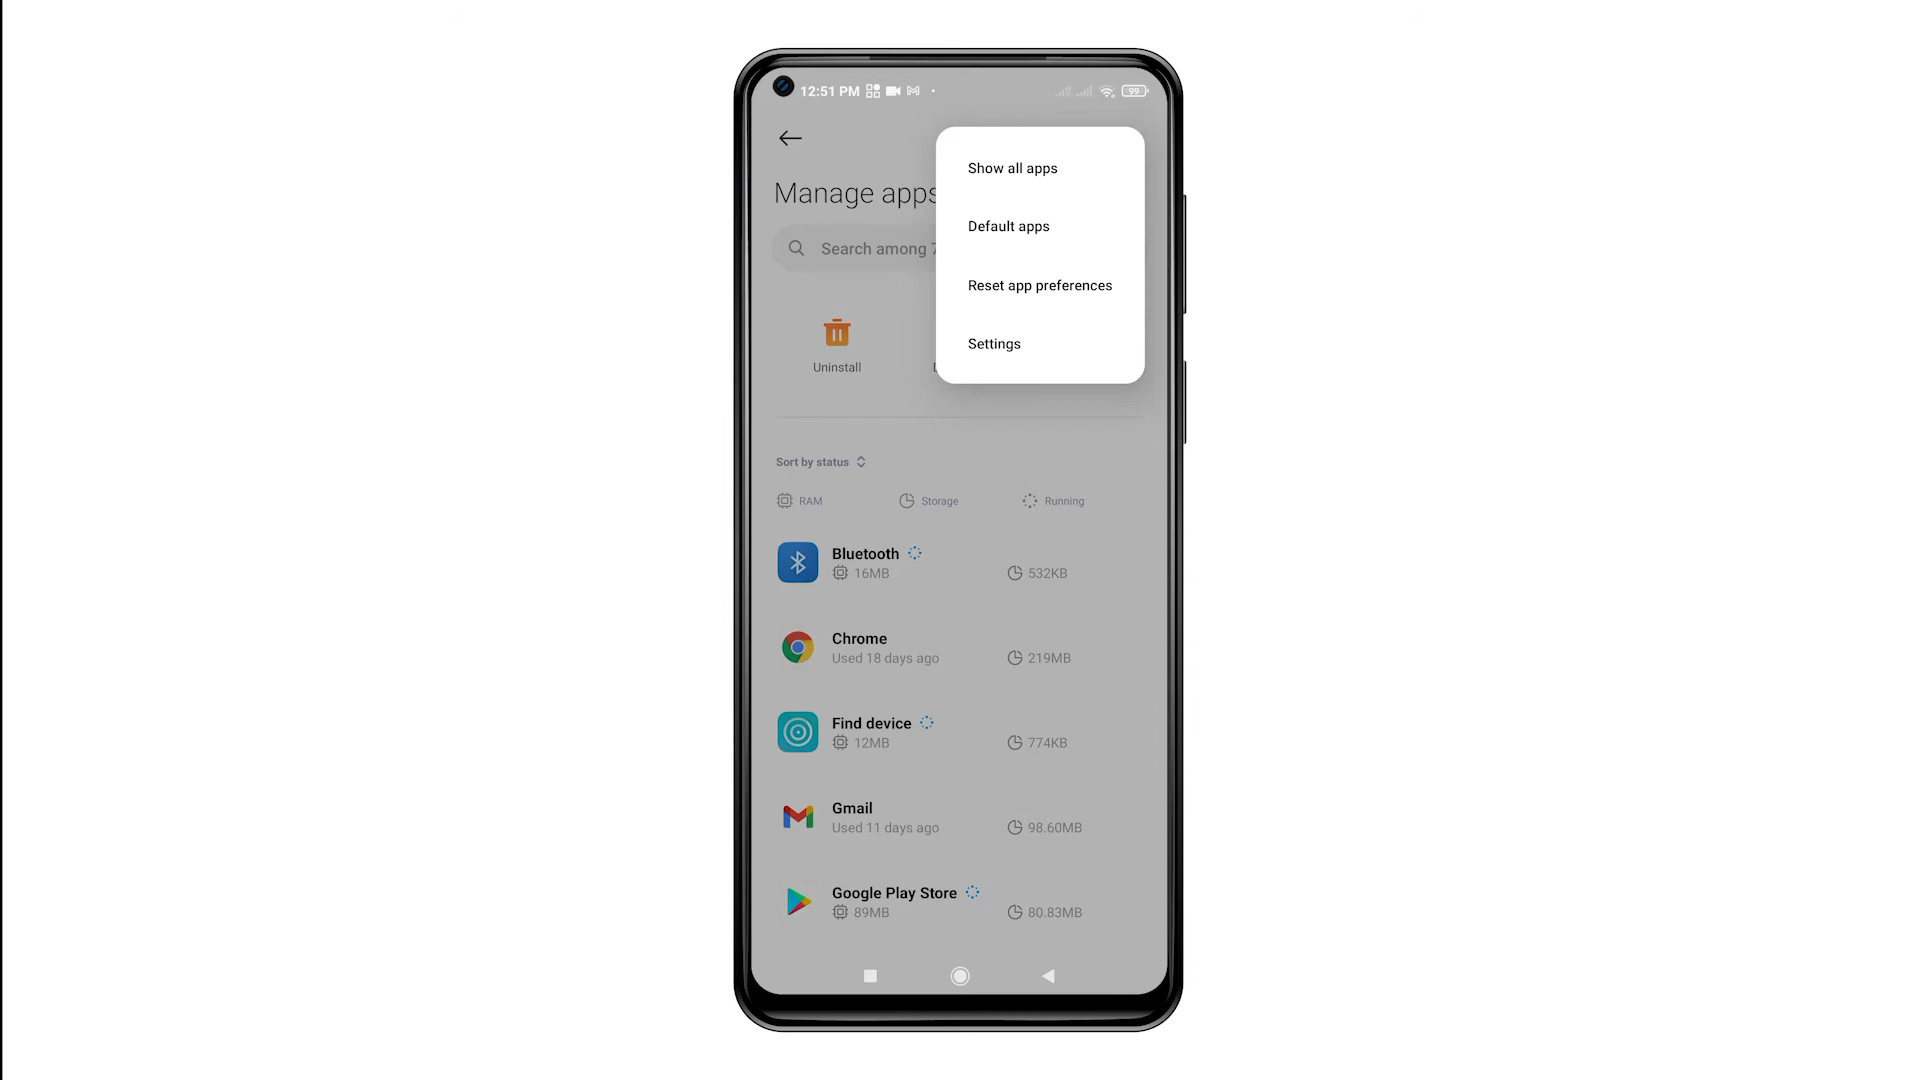 12:51 PM
99
Show all apps
Manage apps
Default apps
Search among
Reset app preferences
Settings
Uninstall
Sort by status
RAM Storage Running
Bluetooth
16MB 532KB
Chrome
Used 18 days ago 219MB
Find device
12MB 774KB
Gmail
Used 11 days ago 98.60MB
Google Play Store
89MB 80.83MB